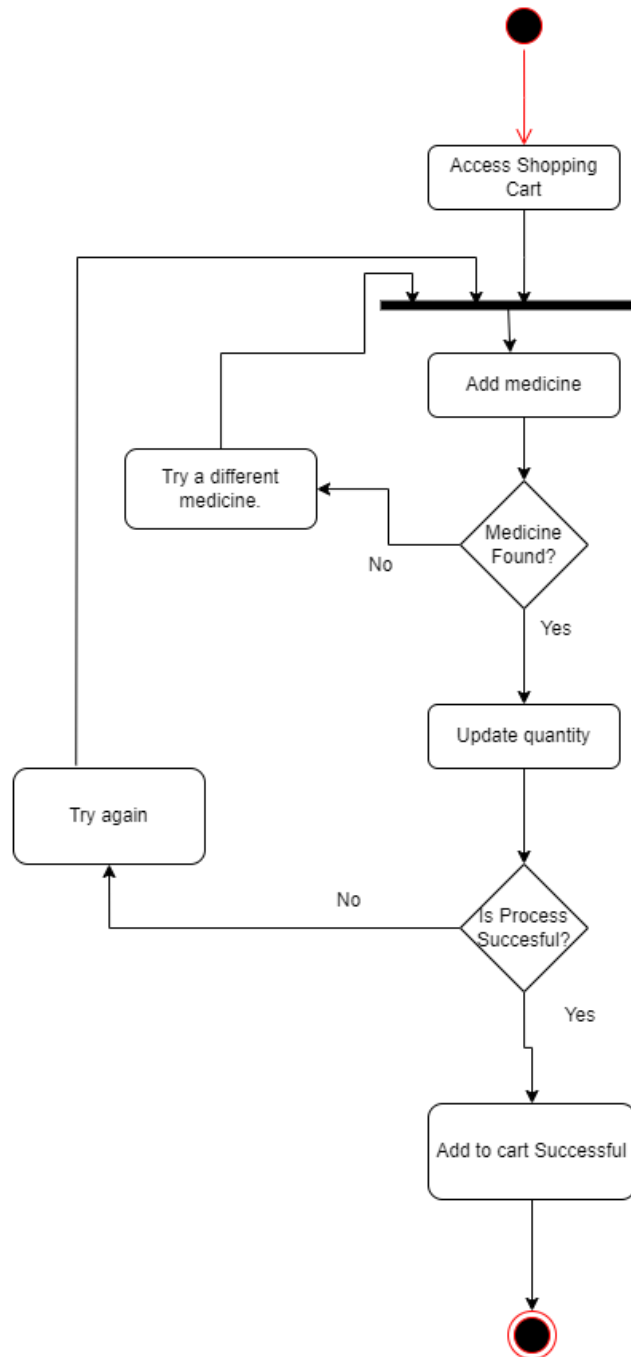 Access Shopping
Cart
Add medicine
Try a different
medicine.
Medicine
Found?
No
Yes
Update quantity
Try again
No
Is Process
Succesful?
Yes
Add to cart Successful